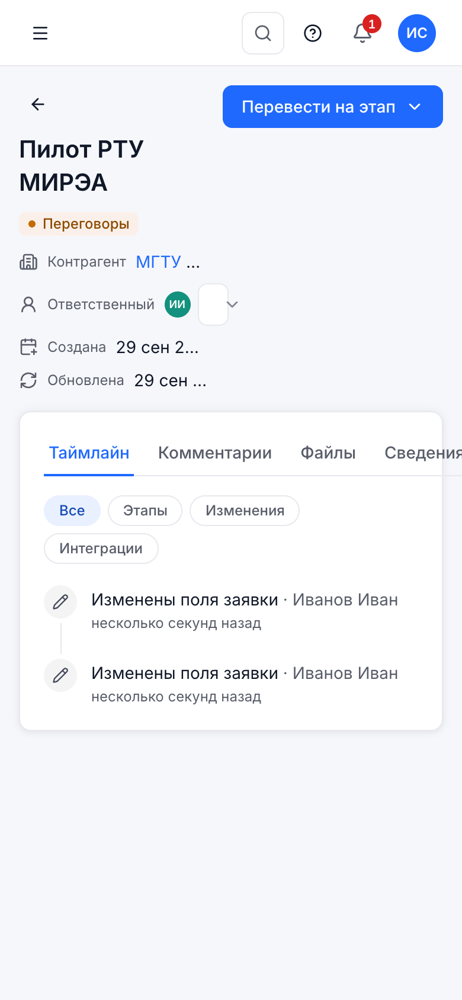 1
ИС
Перевести на этап
Пилот РТУ
МИРЭА
Переговоры
Контрагент МГТУ ...
Ответственный ИИ
Создана 29 сен 2...
Обновлена 29 сен ...
Таймлайн Комментарии Файлы Сведения
Все Этапы Изменения
Интеграции
Изменены поля заявки · Иванов Иван
несколько секунд назад
Изменены поля заявки · Иванов Иван
несколько секунд назад